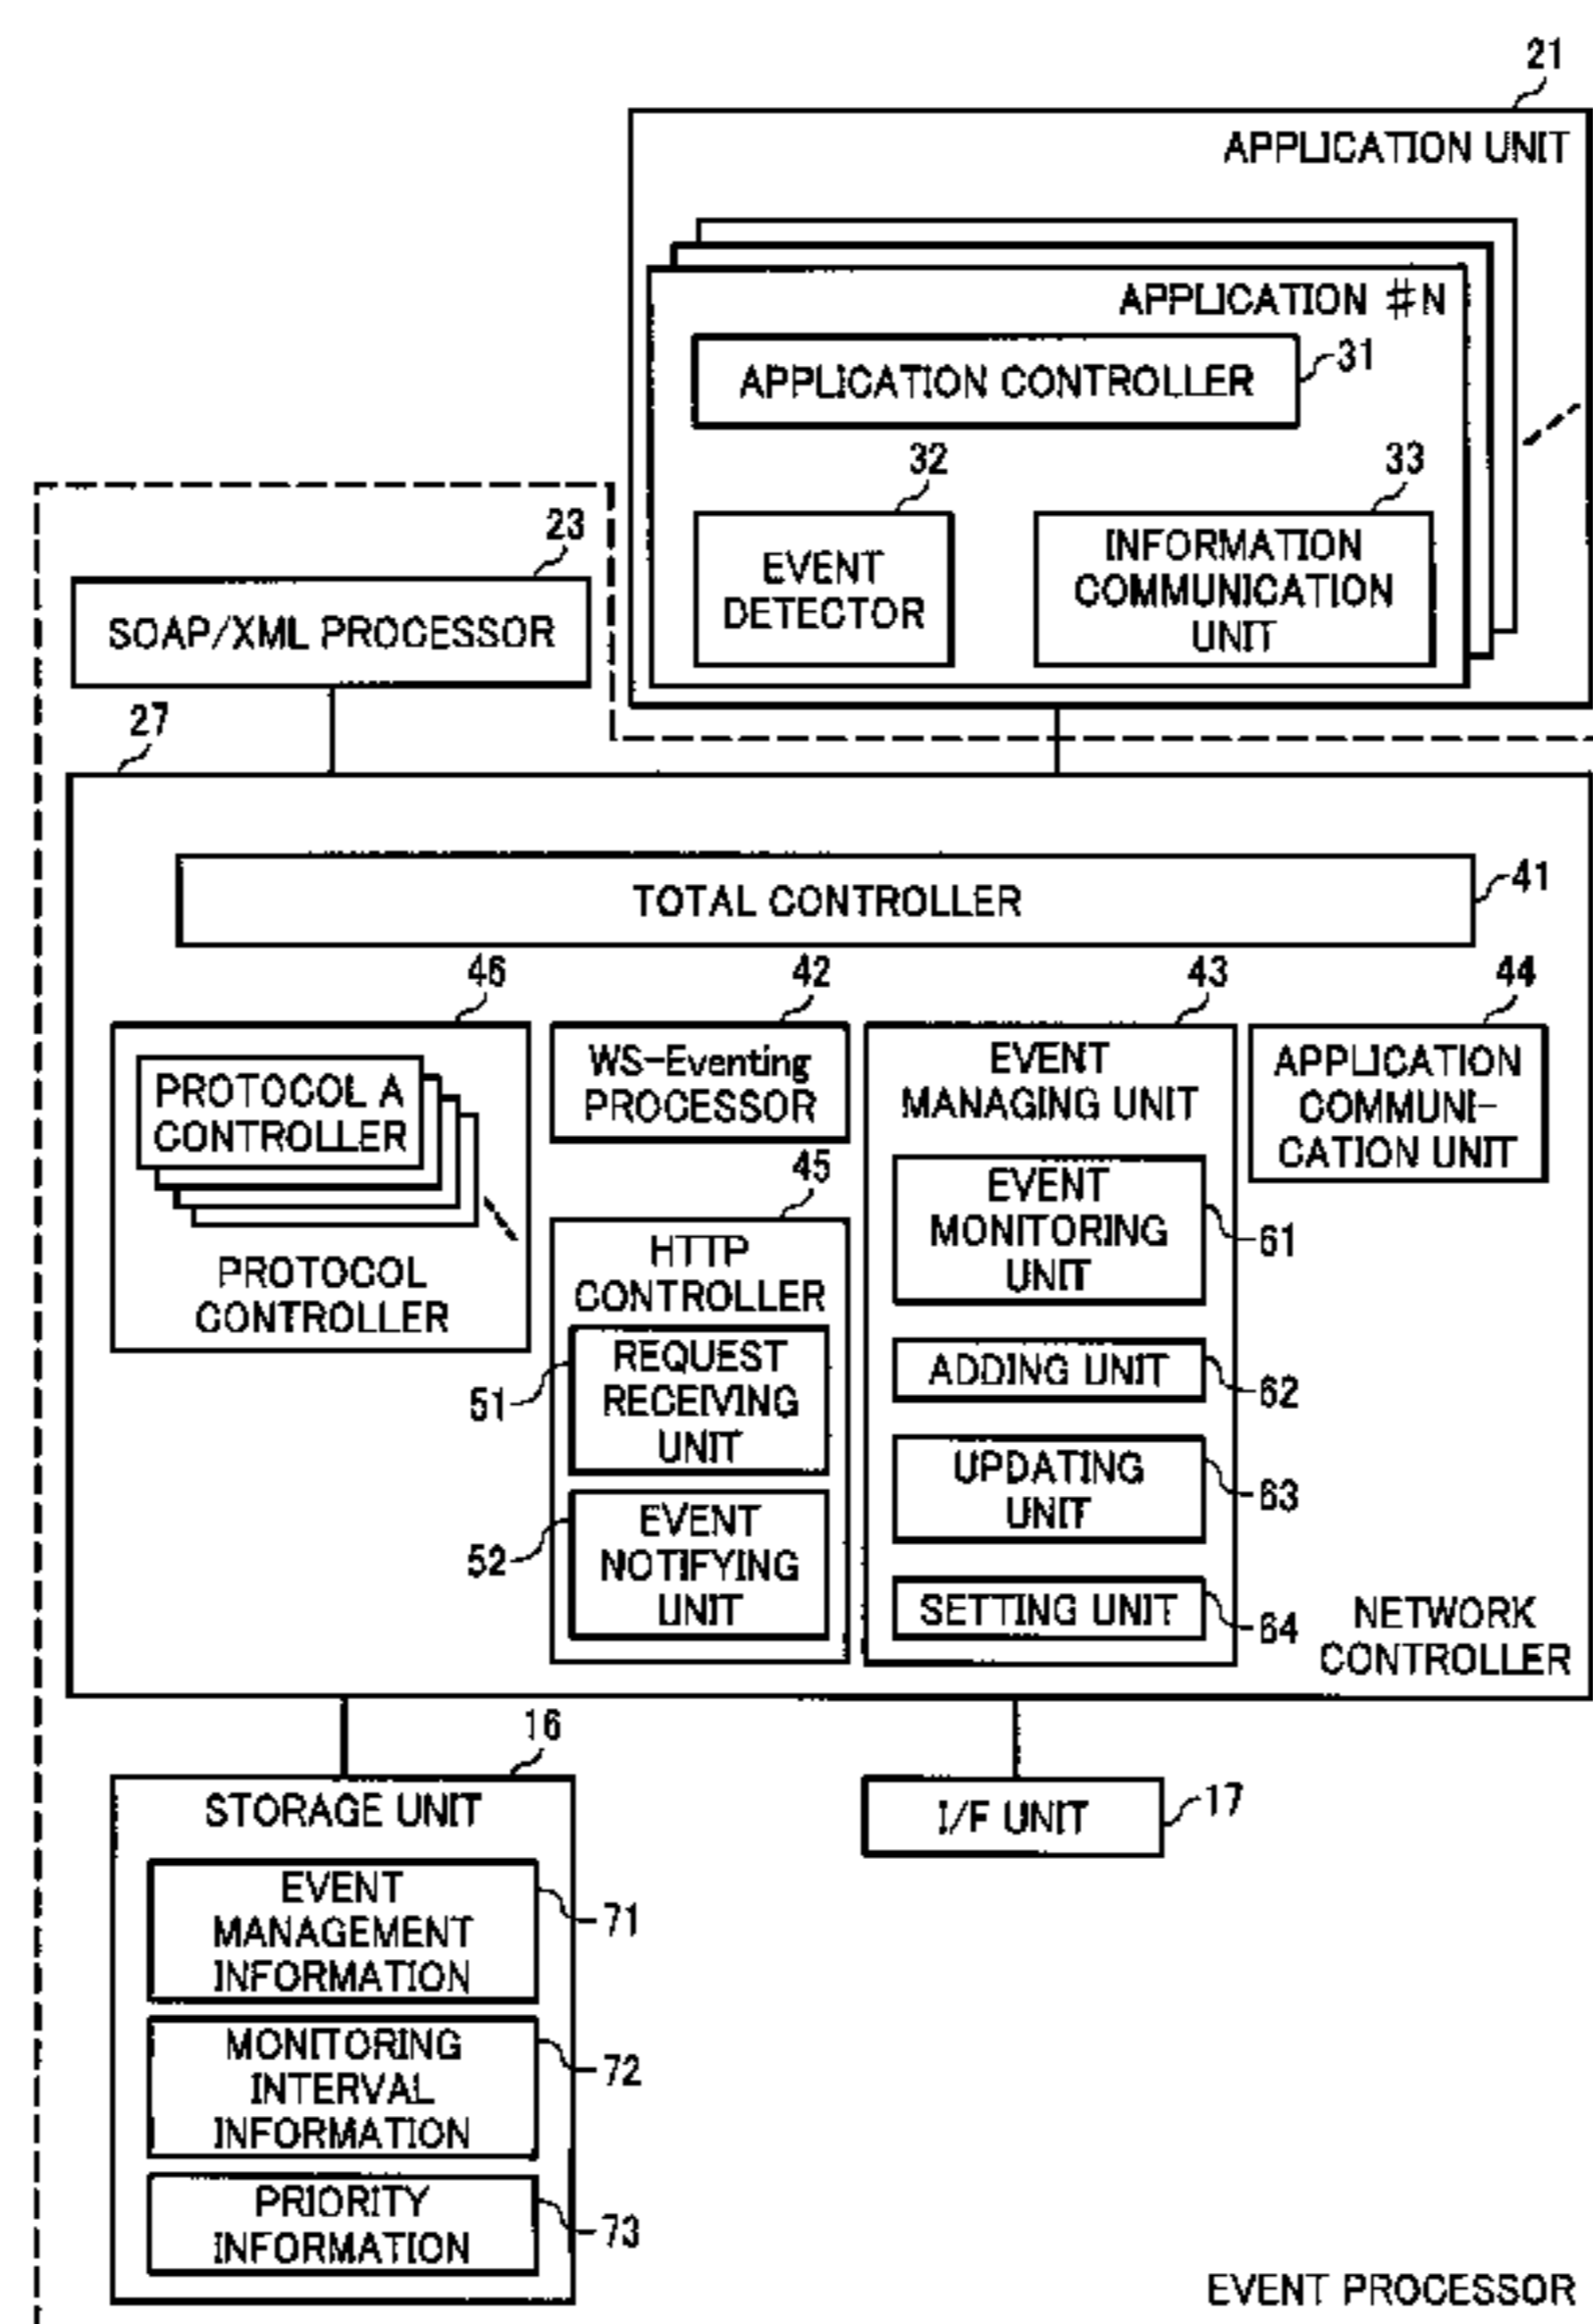 21
APPLICATION UNIT
APPLICATION #N
APPLICATION CONTROLLER
31
32
33
EVENT
DETECTOR
INFORMATION
COMMUNICATION
UNIT
23
SOAP/XML PROCESSOR
27
TOTAL CONTROLLER
41
46
42
43
44
PROTOCOL A
CONTROLLER
PROTOCOL
CONTROLLER
WS-Eventing
PROCESSOR
45
HTTP
CONTROLLER
51
REQUEST
RECEIVING
UNIT
52
EVENT
NOTIFYING
UNIT
EVENT
MANAGING UNIT
EVENT
MONITORING
UNIT
61
ADDING UNIT
62
UPDATING
UNIT
63
SETTING UNIT
64
APPLICATION
COMMUNI-
CATION UNIT
NETWORK
CONTROLLER
16
STORAGE UNIT
EVENT
MANAGEMENT
INFORMATION
71
MONITORING
INTERVAL
INFORMATION
72
PRIORITY
INFORMATION
73
I/F UNIT
17
EVENT PROCESSOR